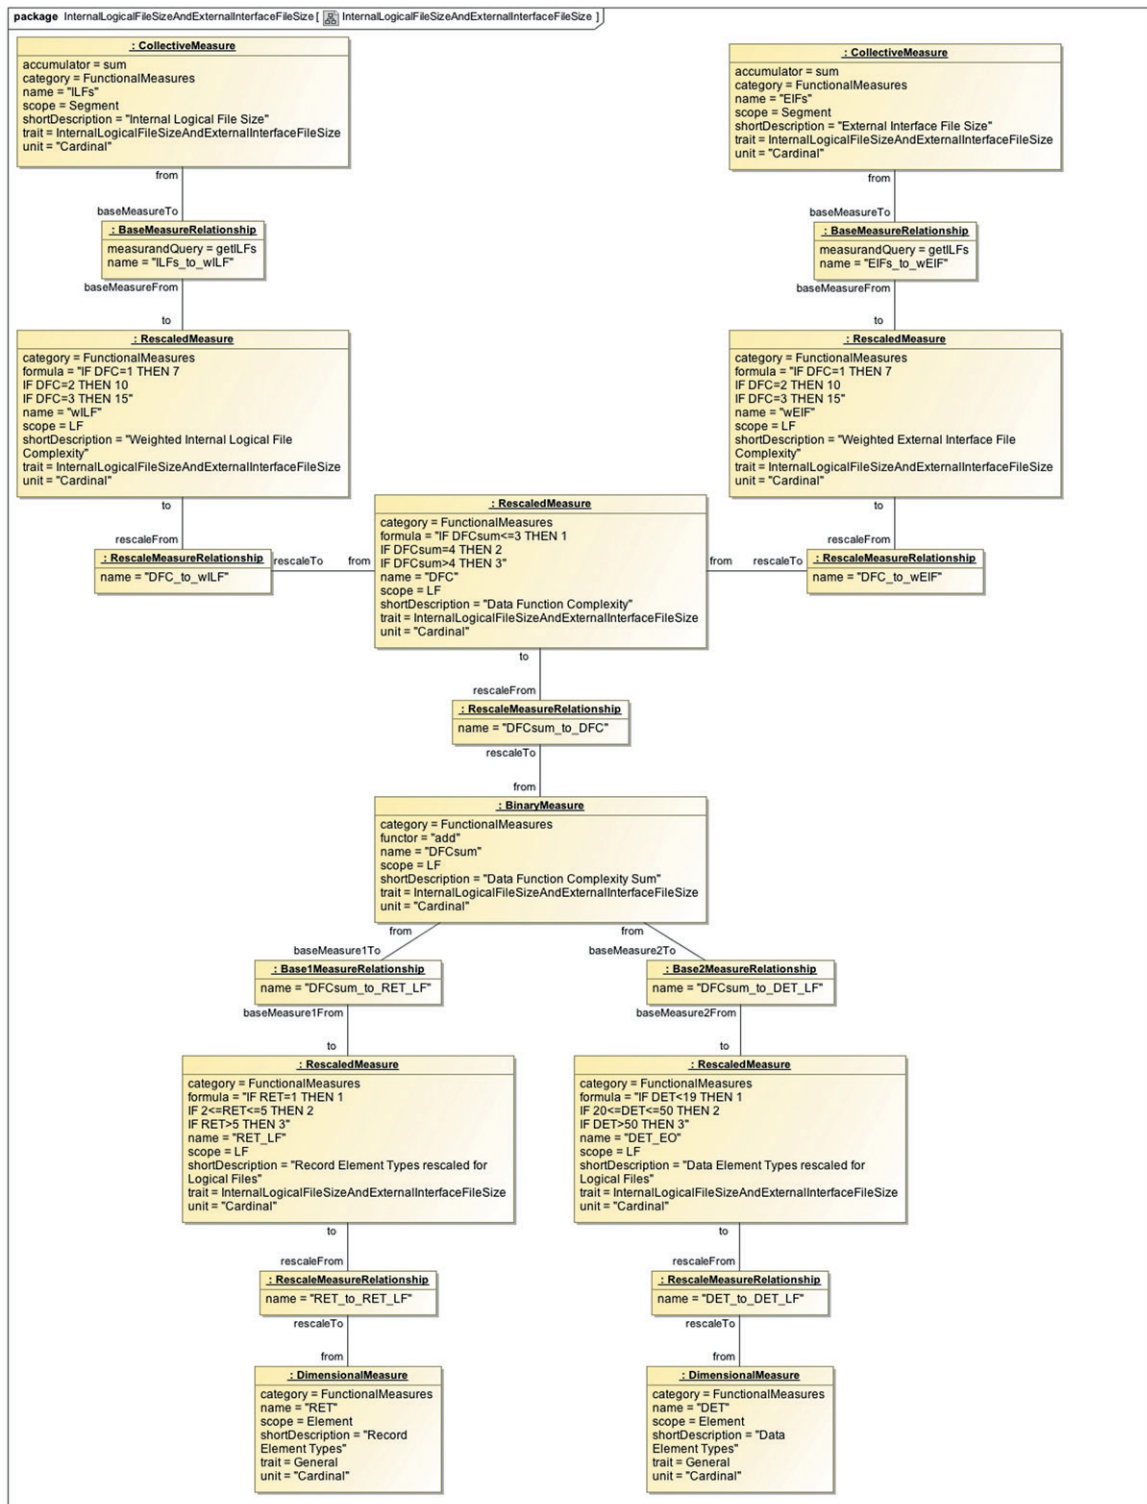 package InternalLogicalFileSizeAndExternalInterfaceFileSize [ InternalLogicalFileSizeAndExternalInterfaceFileSize ]
: CollectiveMeasure
accumulator = sum
category = FunctionalMeasures
name = "ILFs"
scope = Segment
shortDescription = "Internal Logical File Size"
trait = InternalLogicalFileSizeAndExternalInterfaceFileSize
unit = "Cardinal"
: CollectiveMeasure
accumulator = sum
category = FunctionalMeasures
name = "EIFs"
scope = Segment
shortDescription = "External Interface File Size"
trait = InternalLogicalFileSizeAndExternalInterfaceFileSize
unit = "Cardinal"
from
baseMeasureTo
: BaseMeasureRelationship
measurandQuery = getILFs
name = "ILFs_to_wILF"
baseMeasureFrom
to
from
baseMeasureTo
: BaseMeasureRelationship
measurandQuery = getILFs
name = "EIFs_to_wEIF"
baseMeasureFrom
to
: RescaledMeasure
category = FunctionalMeasures
formula = "IF DFC=1 THEN 7
IF DFC=2 THEN 10
IF DFC=3 THEN 15"
name = "wILF"
scope = LF
shortDescription = "Weighted Internal Logical File
Complexity"
trait = InternalLogicalFileSizeAndExternalInterfaceFileSize
unit = "Cardinal"
: RescaledMeasure
category = FunctionalMeasures
formula = "IF DFC=1 THEN 7
IF DFC=2 THEN 10
IF DFC=3 THEN 15"
name = "wEIF"
scope = LF
shortDescription = "Weighted External Interface File
Complexity"
trait = InternalLogicalFileSizeAndExternalInterfaceFileSize
unit = "Cardinal"
to
rescaleFrom
: RescaleMeasureRelationship
name = "DFC_to_wILF"
rescaleTo
from
: RescaledMeasure
category = FunctionalMeasures
formula = "IF DFCsum<=3 THEN 1
IF DFCsum=4 THEN 2
IF DFCsum>4 THEN 3"
name = "DFC"
scope = LF
shortDescription = "Data Function Complexity"
trait = InternalLogicalFileSizeAndExternalInterfaceFileSize
unit = "Cardinal"
from
rescaleTo
to
rescaleFrom
: RescaleMeasureRelationship
name = "DFC_to_wEIF"
to
rescaleFrom
: RescaleMeasureRelationship
name = "DFCsum_to_DFC"
rescaleTo
from
: BinaryMeasure
category = FunctionalMeasures
functor = "add"
name = "DFCsum"
scope = LF
shortDescription = "Data Function Complexity Sum"
trait = InternalLogicalFileSizeAndExternalInterfaceFileSize
unit = "Cardinal"
from
baseMeasure1To
: Base1MeasureRelationship
name = "DFCsum_to_RET_LF"
baseMeasure1From
to
from
baseMeasure2To
: Base2MeasureRelationship
name = "DFCsum_to_DET_LF"
baseMeasure2From
to
: RescaledMeasure
category = FunctionalMeasures
formula = "IF RET=1 THEN 1
IF 2<=RET<=5 THEN 2
IF RET>5 THEN 3"
name = "RET_LF"
scope = LF
shortDescription = "Record Element Types rescaled for
Logical Files"
trait = InternalLogicalFileSizeAndExternalInterfaceFileSize
unit = "Cardinal"
: RescaledMeasure
category = FunctionalMeasures
formula = "IF DET<19 THEN 1
IF 20<=DET<=50 THEN 2
IF DET>50 THEN 3"
name = "DET_EO"
scope = LF
shortDescription = "Data Element Types rescaled for
Logical Files"
trait = InternalLogicalFileSizeAndExternalInterfaceFileSize
unit = "Cardinal"
to
rescaleFrom
: RescaleMeasureRelationship
name = "RET_to_RET_LF"
rescaleTo
from
to
rescaleFrom
: RescaleMeasureRelationship
name = "DET_to_DET_LF"
rescaleTo
from
: DimensionalMeasure
category = FunctionalMeasures
name = "RET"
scope = Element
shortDescription = "Record
Element Types"
trait = General
unit = "Cardinal"
: DimensionalMeasure
category = FunctionalMeasures
name = "DET"
scope = Element
shortDescription = "Data
Element Types"
trait = General
unit = "Cardinal"